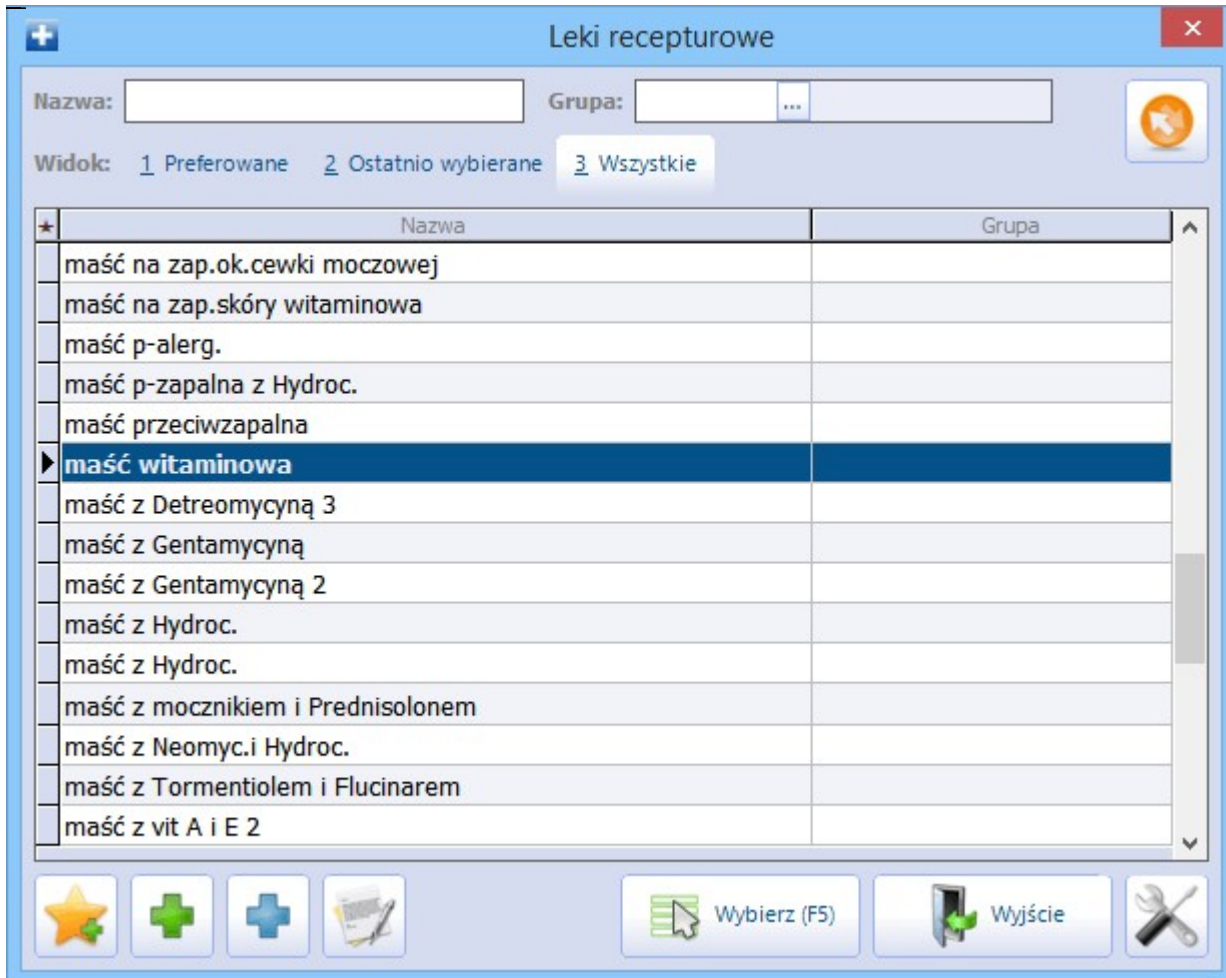 Leki recepturowe
Nazwa: Grupa: ...
Widok: 1 Preferowane 2 Ostatnio wybierane 3 Wszystkie
Nazwa Grupa
maść na zap.ok.cewki moczowej
maść na zap.skóry witaminowa
maść p-alerg.
maść p-zapalna z Hydroc.
maść przeciwzapalna
maść witaminowa
maść z Detreomycyną 3
maść z Gentamycyną
maść z Gentamycyną 2
maść z Hydroc.
maść z Hydroc.
maść z mocznikiem i Prednisolonem
maść z Neomyc.i Hydroc.
maść z Tormentiolem i Flucinarem
maść z vit A i E 2
Wybierz (F5) Wyjście